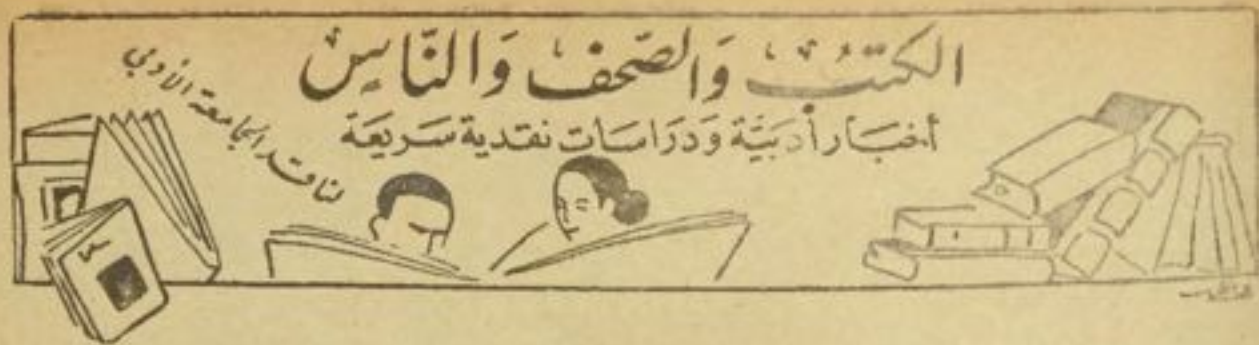 الكتب والصحف والناس
أخبار أدبية ودراسات نقدية سريعة
لناقد الجامعة الأدبي